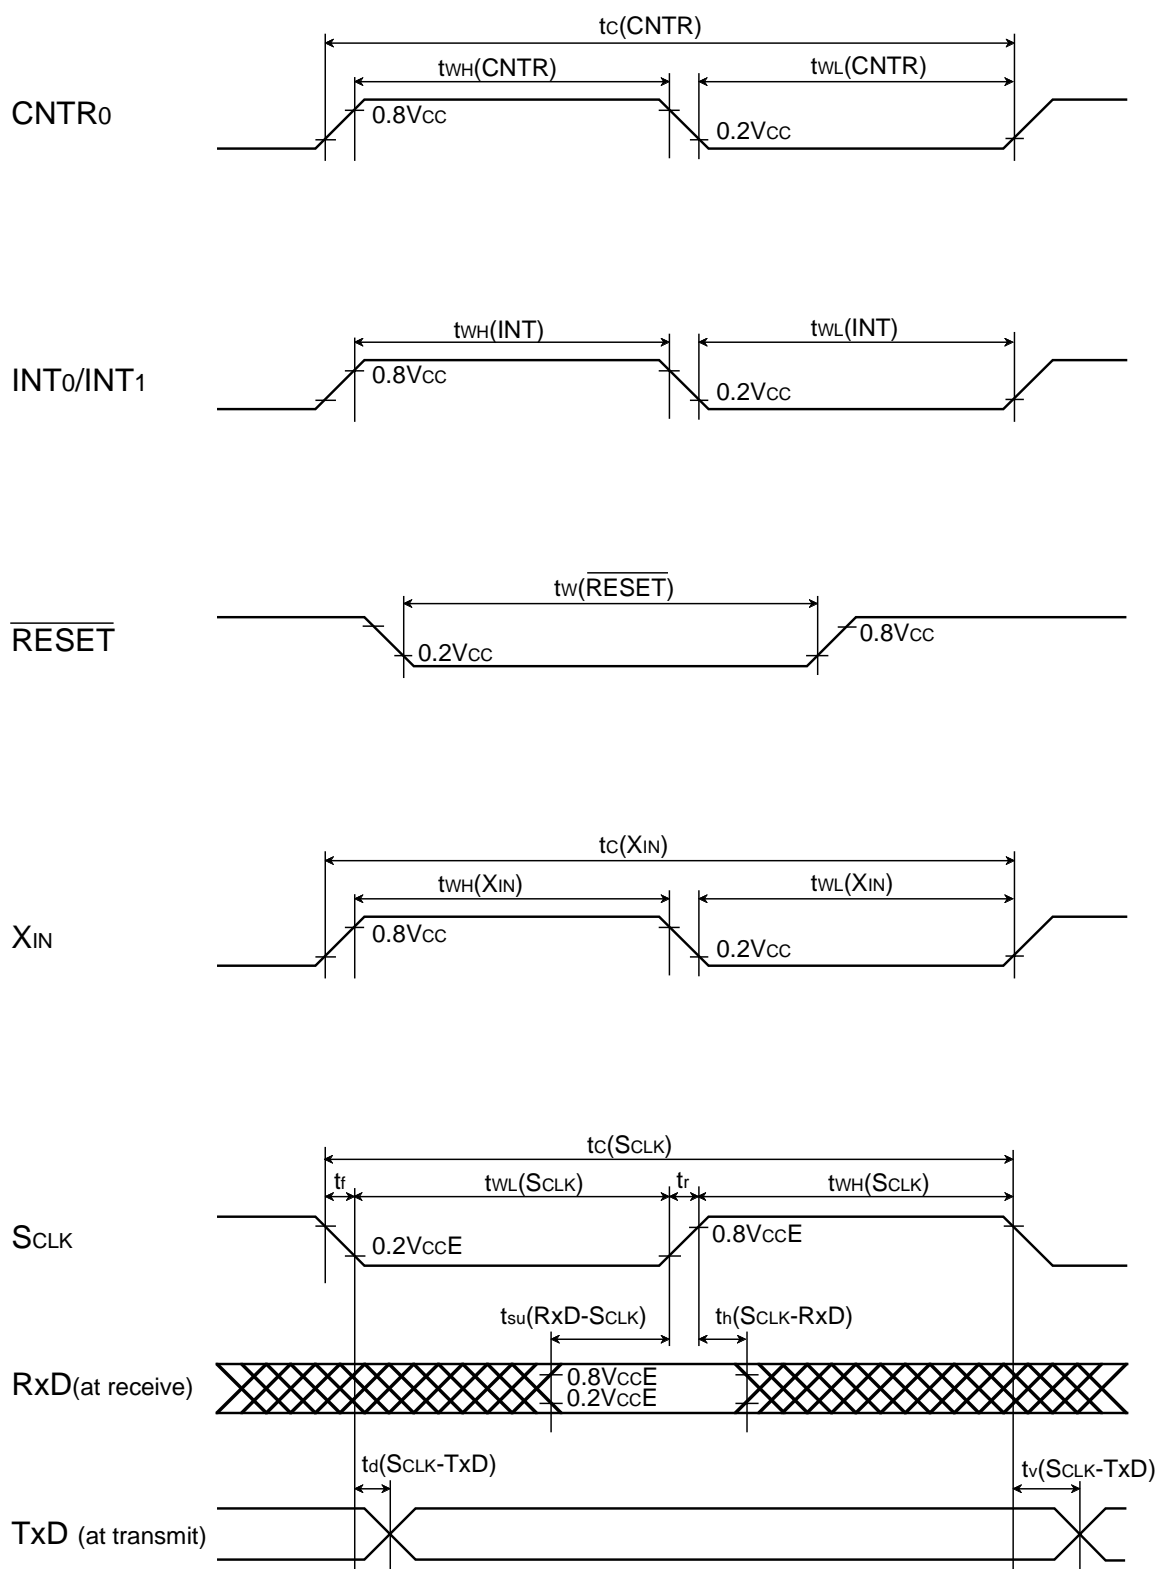 tC(CNTR)
tWH(CNTR) tWL(CNTR)
CNTR0
0.8VCC
0.2VCC
tWH(INT) tWL(INT)
INT0/INT1
0.8VCC
0.2VCC
tW(RESET)
RESET
0.2VCC
0.8VCC
tC(XIN)
tWH(XIN) tWL(XIN)
XIN
0.8VCC
0.2VCC
tC(SCLK)
tf tWL(SCLK) tr tWH(SCLK)
SCLK
0.2VCCE
0.8VCCE
tsu(RxD-SCLK) th(SCLK-RxD)
RxD(at receive)
0.8VCCE
0.2VCCE
td(SCLK-TxD) tv(SCLK-TxD)
TxD (at transmit)